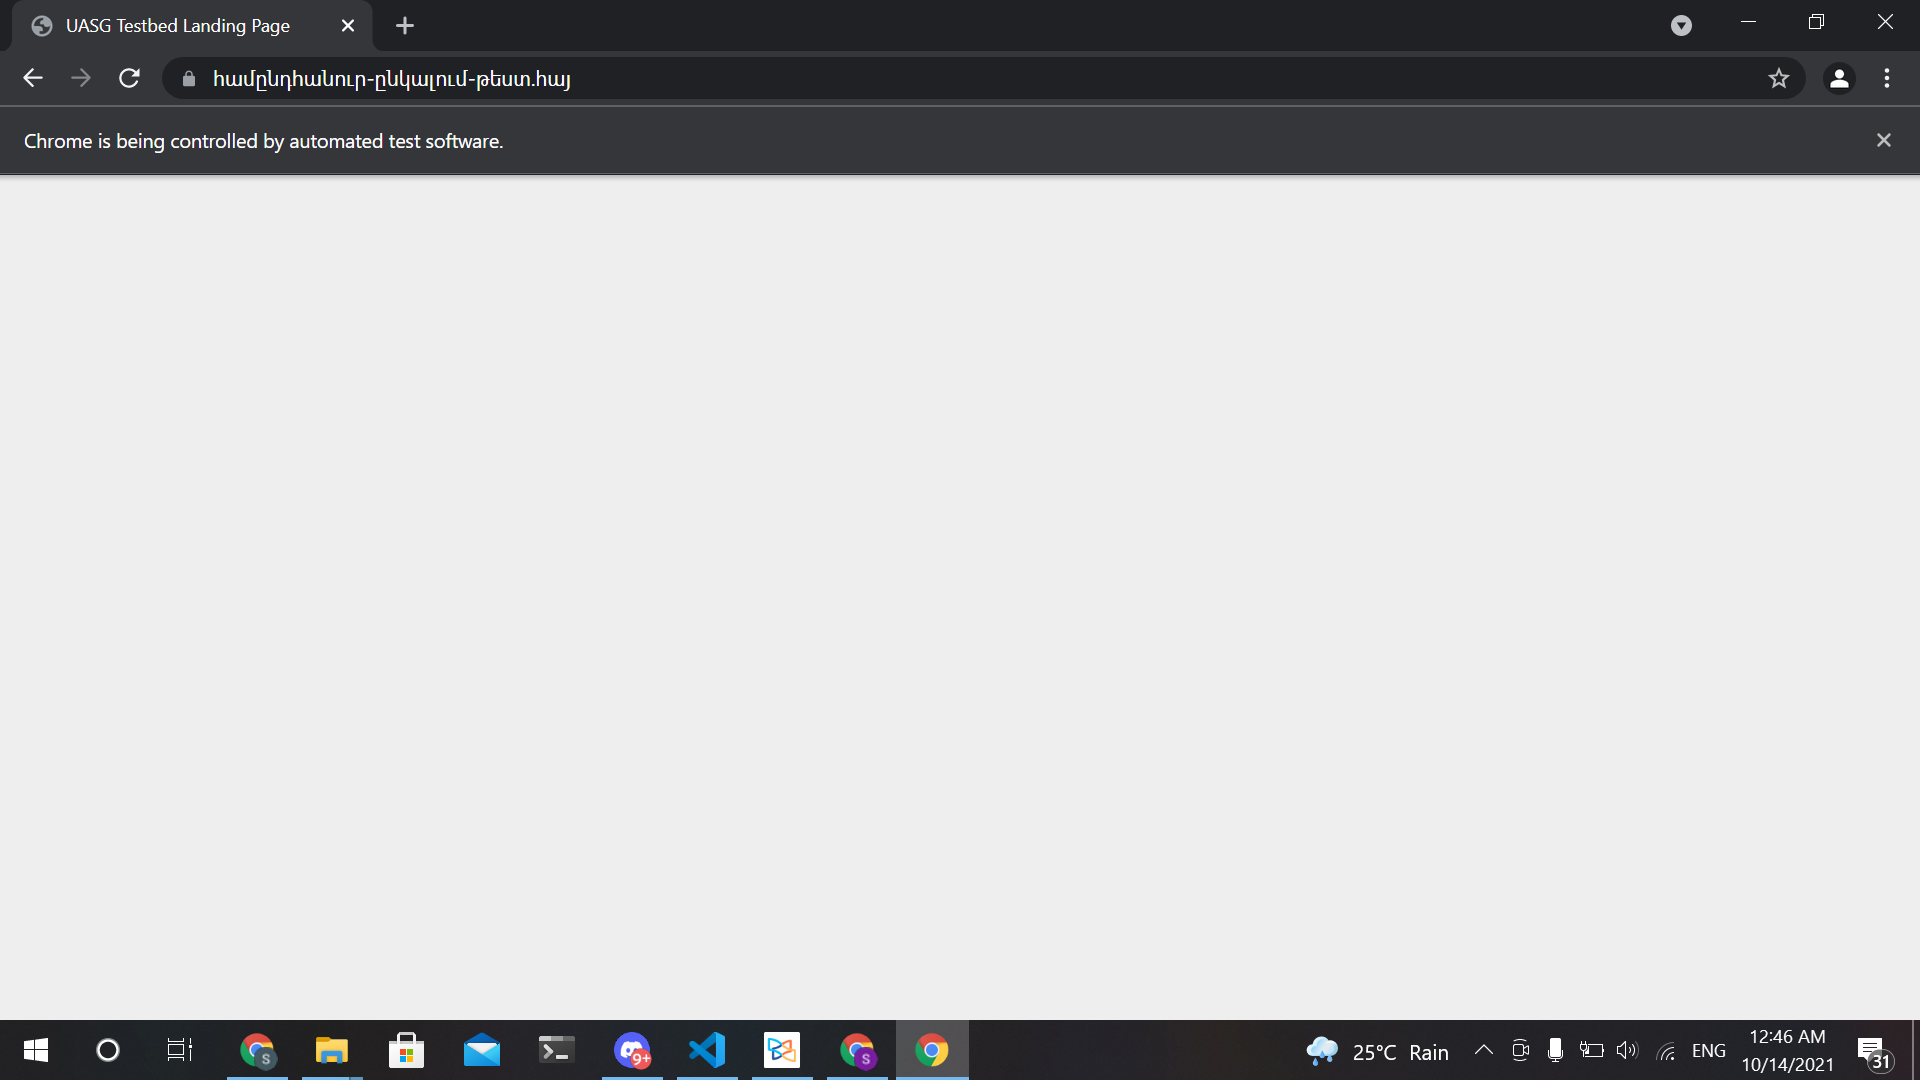 UASG Testbed Landing Page
համընդհանուր-ընկալում-թեստ.հայ
Chrome is being controlled by automated test software.
S
9+
S
25°C Rain
ENG
12:46 AM
10/14/2021
31